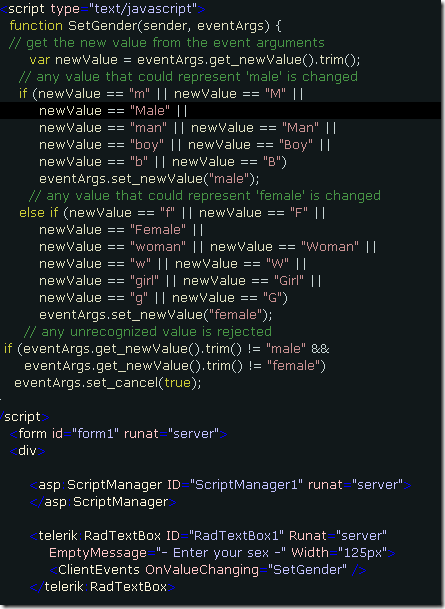 <script type="text/javascript">
function SetGender(sender, eventArgs) {
// get the new value from the event arguments
var newValue = eventArgs.get_newValue().trim();
// any value that could represent 'male' is changed
if (newValue == "m" || newValue == "M" ||
newValue == "Male" ||
newValue == "man" || newValue == "Man" ||
newValue == "boy" || newValue == "Boy" ||
newValue == "b" || newValue == "B")
eventArgs.set_newValue("male");
// any value that could represent 'female' is changed
else if (newValue == "f" || newValue == "F" ||
newValue == "Female" ||
newValue == "woman" || newValue == "Woman" ||
newValue == "w" || newValue == "W" ||
newValue == "girl" || newValue == "Girl" ||
newValue == "g" || newValue == "G")
eventArgs.set_newValue("female");
// any unrecognized value is rejected
if (eventArgs.get_newValue().trim() != "male" &&
eventArgs.get_newValue().trim() != "female")
eventArgs.set_cancel(true);
script>
<form id="form1" runat="server">
<div>
<asp ScriptManager ID="ScriptManager1" runat="server">
</asp ScriptManager>
<telerik:RadTextBox ID="RadTextBox1" Runat="server"
EmptyMessage="- Enter your sex -" Width="125px">
<ClientEvents OnValueChanging="SetGender" />
</telerik:RadTextBox>